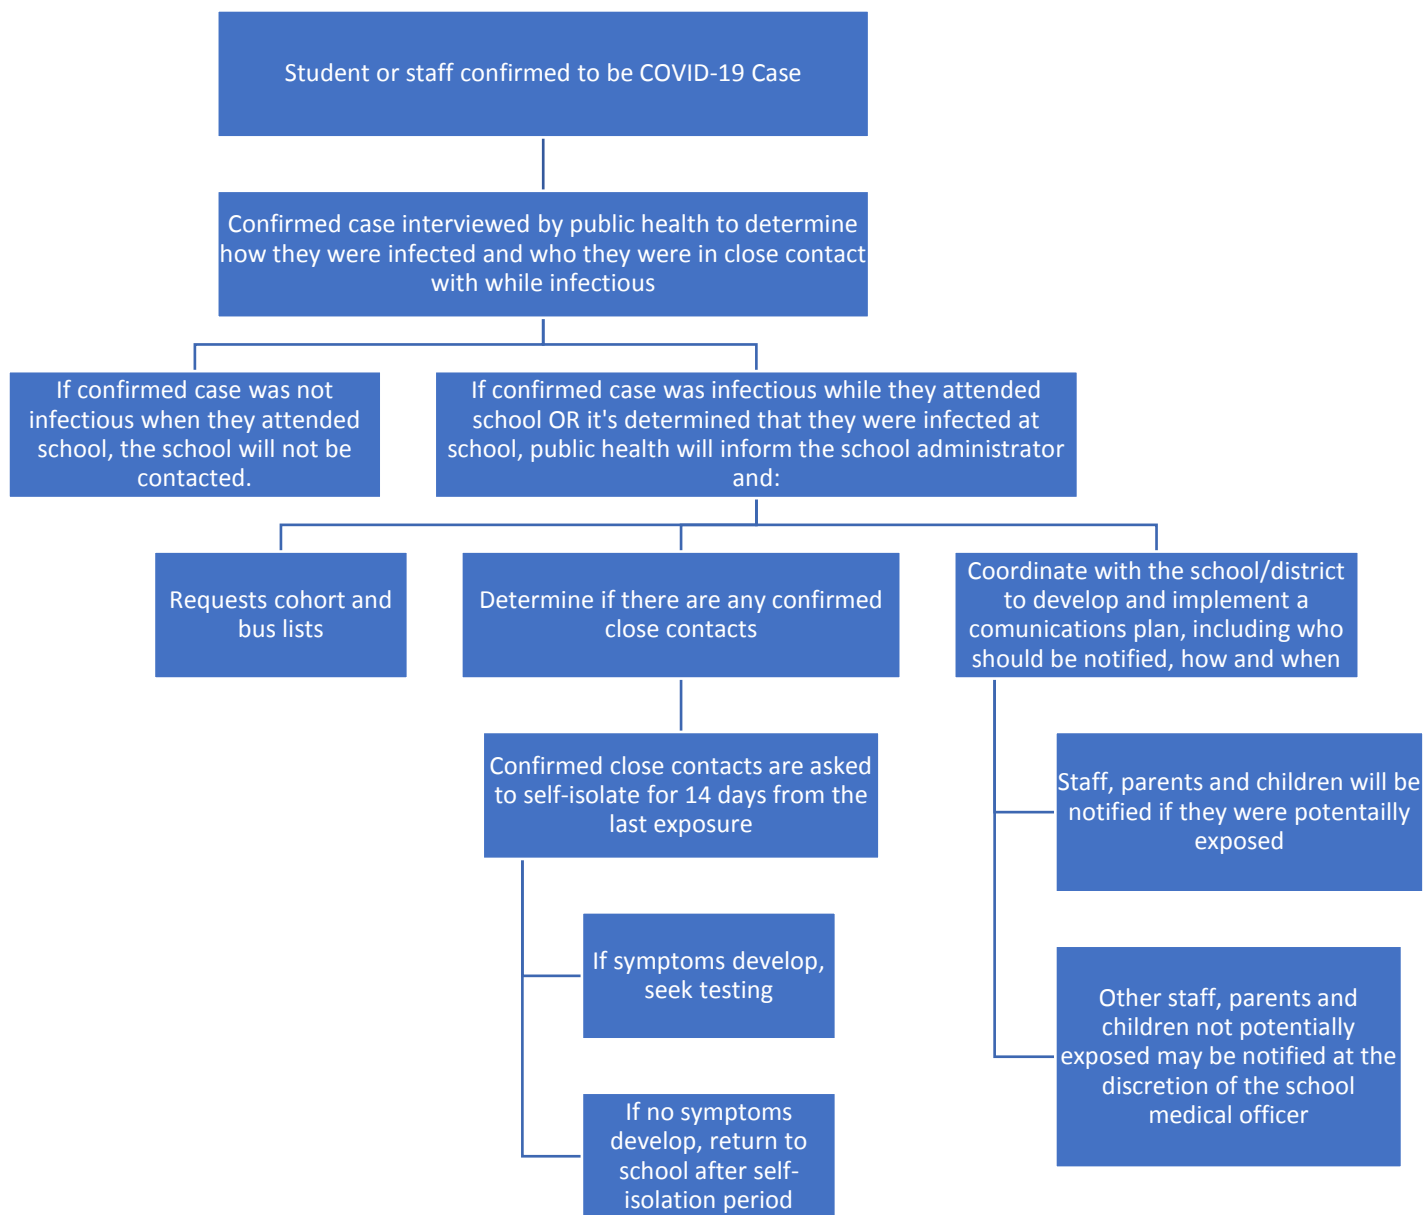 Student or staff confirmed to be COVID-19 Case
Confirmed case interviewed by public health to determine
how they were infected and who they were in close contact
with while infectious
If confirmed case was not
infectious when they attended
school, the school will not be
contacted.
If confirmed case was infectious while they attended
school OR it's determined that they were infected at
school, public health will inform the school administrator
and:
Requests cohort and
bus lists
Determine if there are any confirmed
close contacts
Coordinate with the school/district
to develop and implement a
comunications plan, including who
should be notified, how and when
Confirmed close contacts are asked
to self-isolate for 14 days from the
last exposure
Staff, parents and children will be
notified if they were potentailly
exposed
If symptoms develop,
seek testing
Other staff, parents and
children not potentially
exposed may be notified at the
discretion of the school
medical officer
If no symptoms
develop, return to
school after self-
isolation period